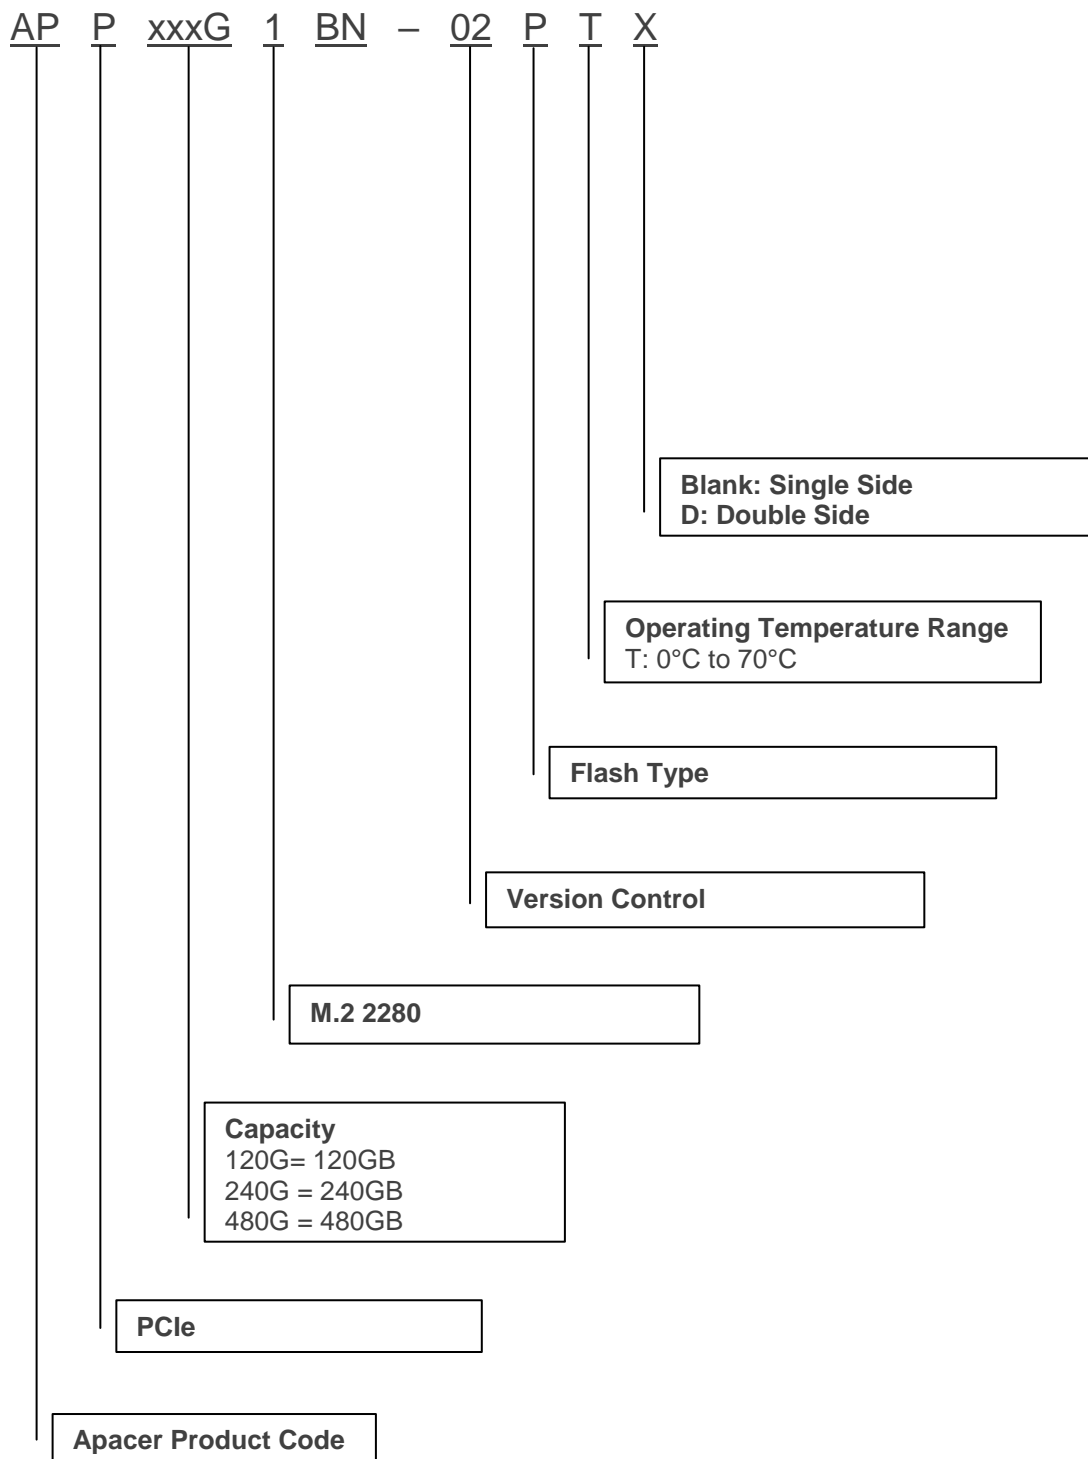 AP P xxxG 1 BN – 02 P T X
Blank: Single Side
D: Double Side
Operating Temperature Range
T: 0°C to 70°C
Flash Type
Version Control
M.2 2280
Capacity
120G= 120GB
240G = 240GB
480G = 480GB
PCIe
Apacer Product Code